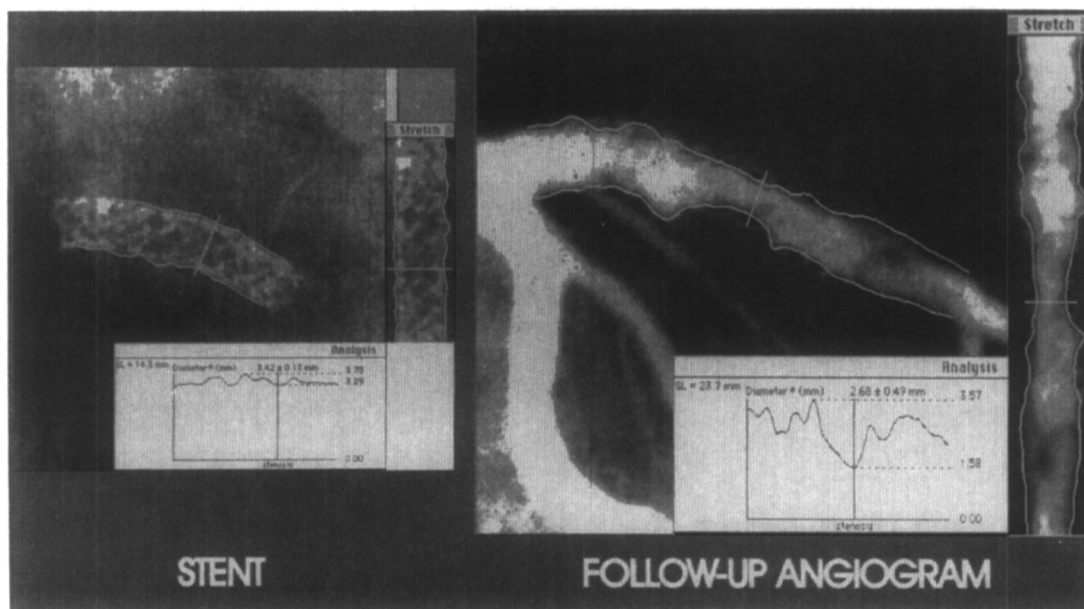 Stretch
Analysis
SL = 14.3 mm Diameter* (mm) 3.42 ± 0.13 mm 3.75
3.29
0.00
stenosis
STENT
Stretch
Analysis
SL = 23.7 mm Diameter* (mm) 2.68 ± 0.49 mm 3.57
1.58
0.00
FOLLOW-UP ANGIOGRAM